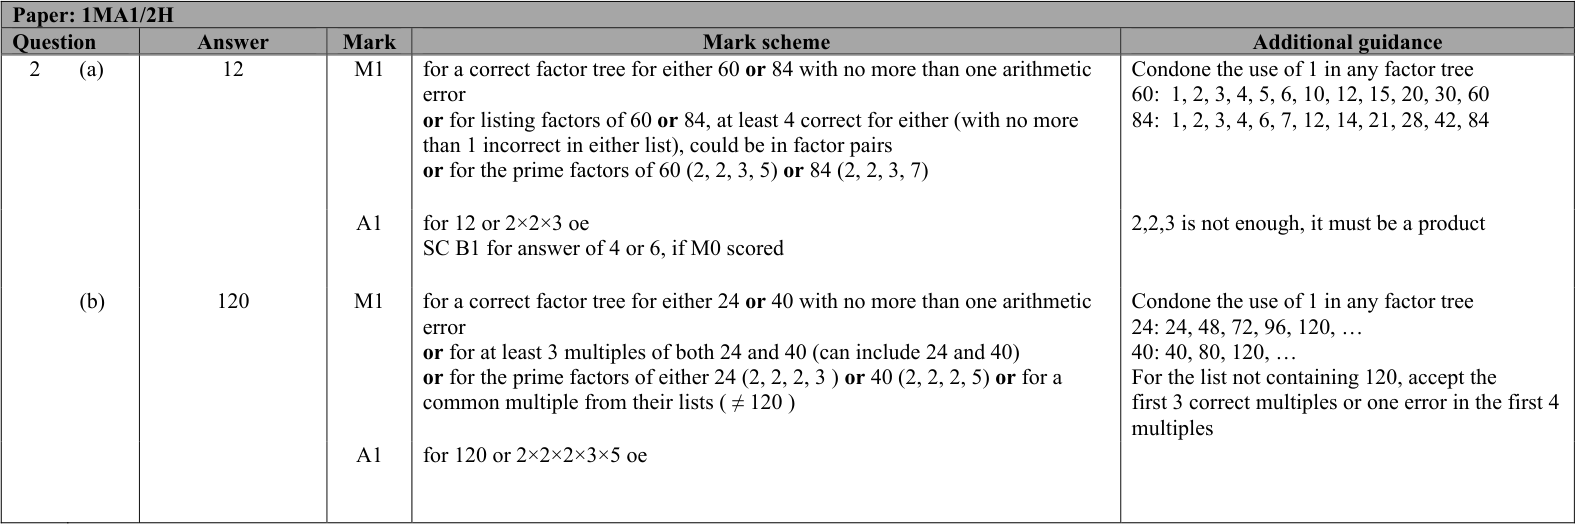 Paper: 1MA1/2H
Question Answer Mark Mark scheme Additional guidance
2 (a) 12 M1 for a correct factor tree for either 60 or 84 with no more than one arithmetic Condone the use of 1 in any factor tree
error 60: 1, 2, 3, 4, 5, 6, 10, 12, 15, 20, 30, 60
or for listing factors of 60 or 84, at least 4 correct for either (with no more 84: 1, 2, 3, 4, 6, 7, 12, 14, 21, 28, 42, 84
than 1 incorrect in either list), could be in factor pairs
or for the prime factors of 60 (2, 2, 3, 5) or 84 (2, 2, 3, 7)
A1 for 12 or 2×2×3 oe 2,2,3 is not enough, it must be a product
SC B1 for answer of 4 or 6, if M0 scored
(b) 120 M1 for a correct factor tree for either 24 or 40 with no more than one arithmetic Condone the use of 1 in any factor tree
error 24: 24, 48, 72, 96, 120, …
or for at least 3 multiples of both 24 and 40 (can include 24 and 40) 40: 40, 80, 120, …
or for the prime factors of either 24 (2, 2, 2, 3 ) or 40 (2, 2, 2, 5) or for a For the list not containing 120, accept the
common multiple from their lists ( ≠ 120 ) first 3 correct multiples or one error in the first 4
multiples
A1 for 120 or 2×2×2×3×5 oe